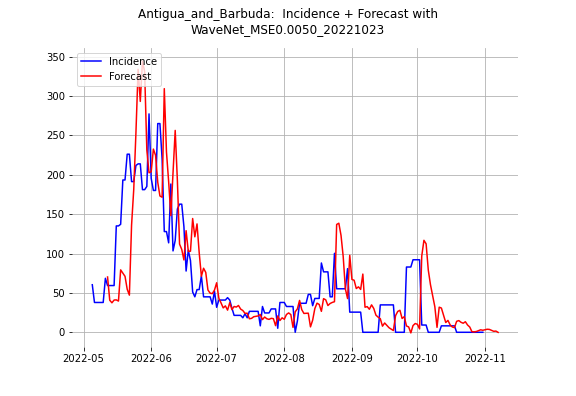 Antigua_and_Barbuda:  Incidence + Forecast with
WaveNet_MSE0.0050_20221023
Incidence
Forecast
350
300
250
200
150
100
50
0
2022-05 2022-06 2022-07 2022-08 2022-09 2022-10 2022-11